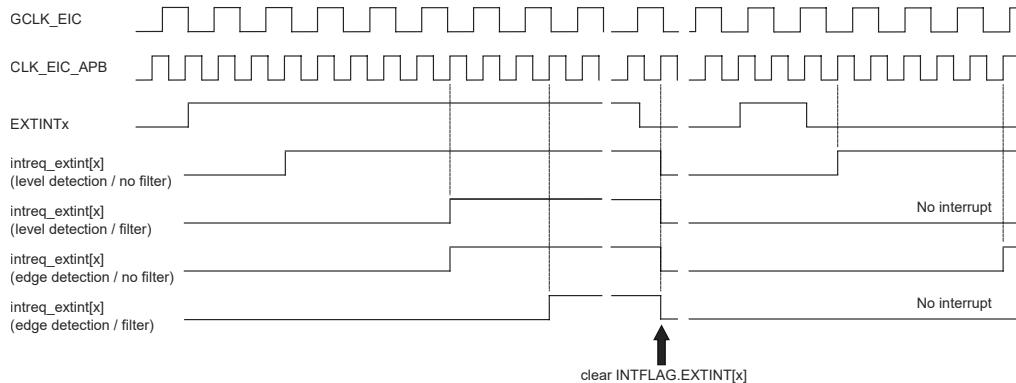 GCLK_EIC
CLK_EIC_APB
EXTINTx
intreq_extint[x]
(level detection / no filter)
intreq_extint[x]
(level detection / filter)
No interrupt
intreq_extint[x]
(edge detection / no filter)
intreq_extint[x]
(edge detection / filter)
No interrupt
clear INTFLAG.EXTINT[x]